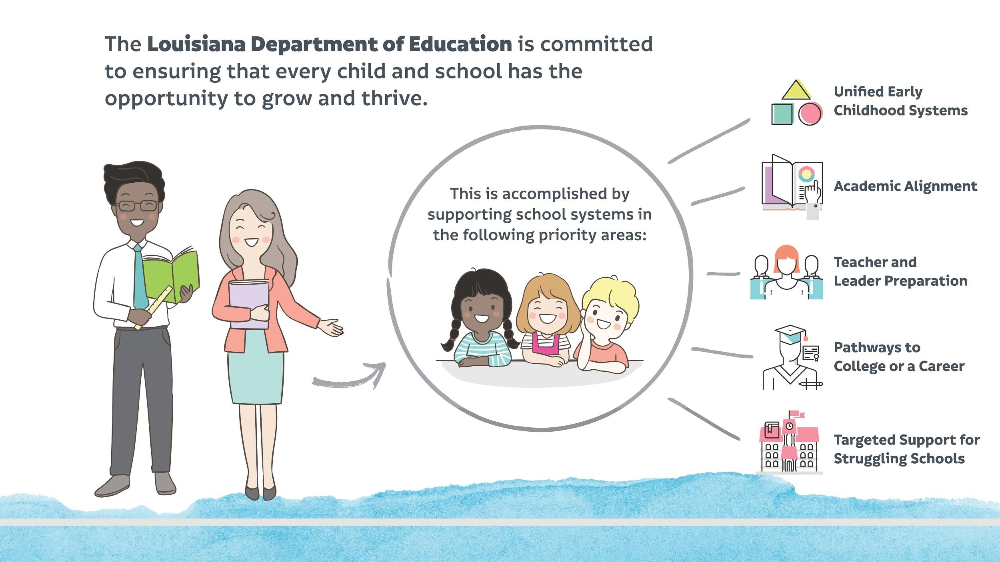 The Louisiana Department of Education is committed
to ensuring that every child and school has the
opportunity to grow and thrive.
This is accomplished by
supporting school systems in
the following priority areas:
Unified Early
Childhood Systems
Academic Alignment
Teacher and
Leader Preparation
Pathways to
College or a Career
Targeted Support for
Struggling Schools